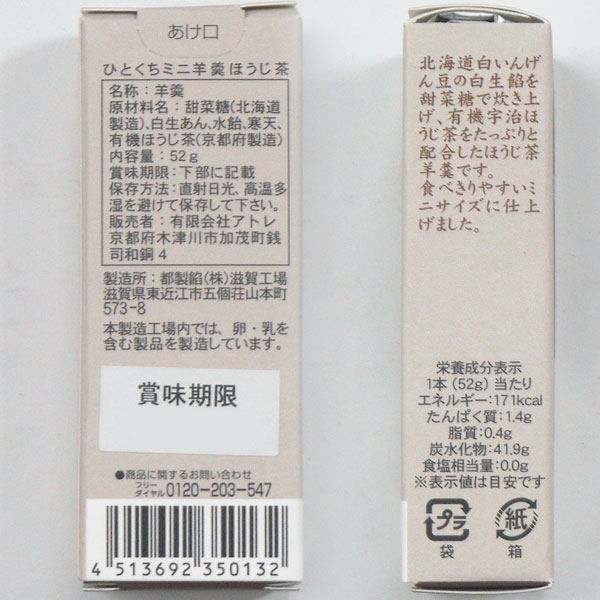 あけ口
ひとくちミニ羊羹 ほうじ茶
名称：羊羹
原材料名：甜菜糖(北海道
製造)、白生あん、水飴、寒天、
有機ほうじ茶(京都府製造)
内容量：52g
賞味期限：下部に記載
保存方法：直射日光、高温多
湿を避けて保存して下さい。
販売者：有限会社アトレ
京都府木津川市加茂町銭
司和銅4
製造所：都製餡(株)滋賀工場
滋賀県東近江市五個荘山本町
573-8
本製造工場内では、卵・乳を
含む製品を製造しています。
賞味期限
●商品に関するお問い合わせ
フリーダイヤル0120-203-547
4 513692 350132
北海道白いんげ
ん豆の白生餡を
甜菜糖で炊き上
げ、有機宇治ほ
うじ茶をたっぷりと
配合したほうじ茶
羊羹です。
食べきりやすいミ
ニサイズに仕上
げました。
栄養成分表示
1本(52g)当たり
エネルギー：171kcal
たんぱく質：1.4g
脂質：0.4g
炭水化物：41.9g
食塩相当量：0.0g
※表示値は目安です
プラ 紙
袋 箱